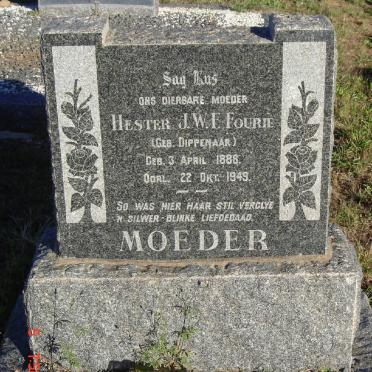 Sag Rus
ONS DIERBARE MOEDER
HESTER J.W.F. FOURIE
(GEB. DIPPENAAR)
GEB. 3 APRIL 1888.
OORL. 22 OKT. 1949.
SO WAS HIER HAAR STIL VERGLYE
'N SILWER-BLINKE LIEFDEDAAD.
MOEDER